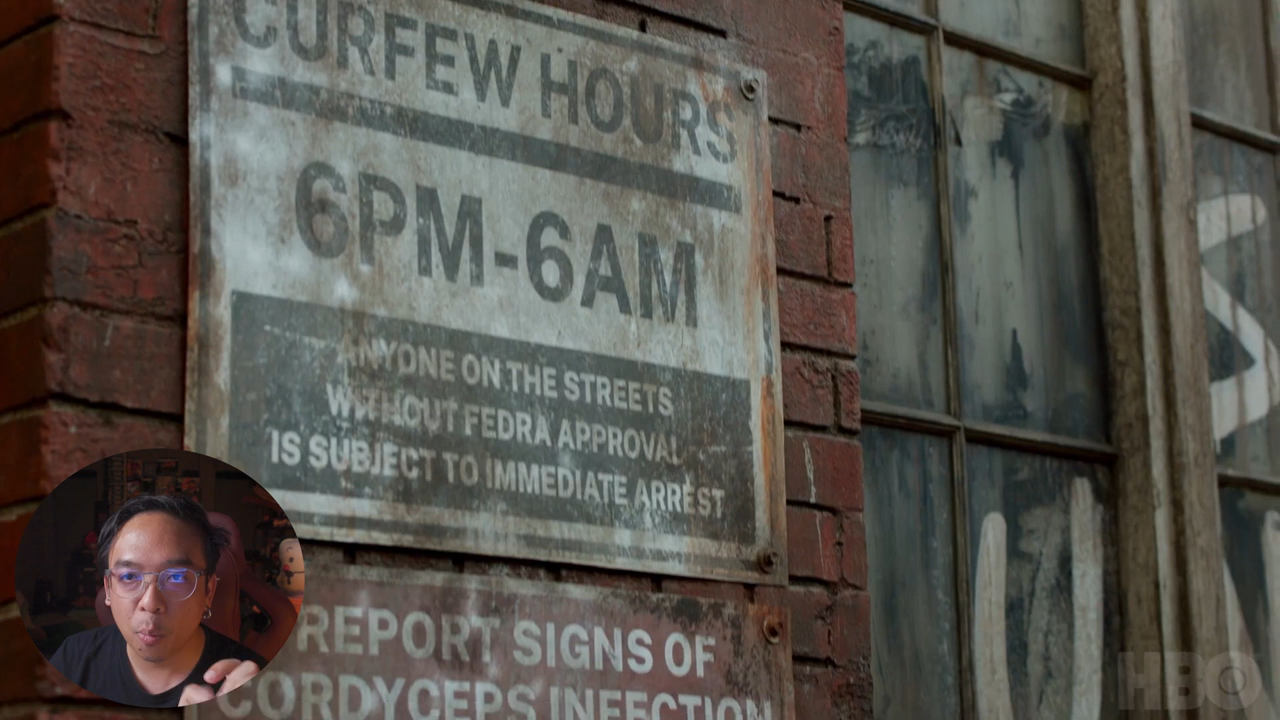 CURFEW HOURS
6PM-6AM
ANYONE ON THE STREETS
WITHOUT FEDRA APPROVAL
IS SUBJECT TO IMMEDIATE ARREST
REPORT SIGNS OF
CORDYCEPS INFECTION
HBO